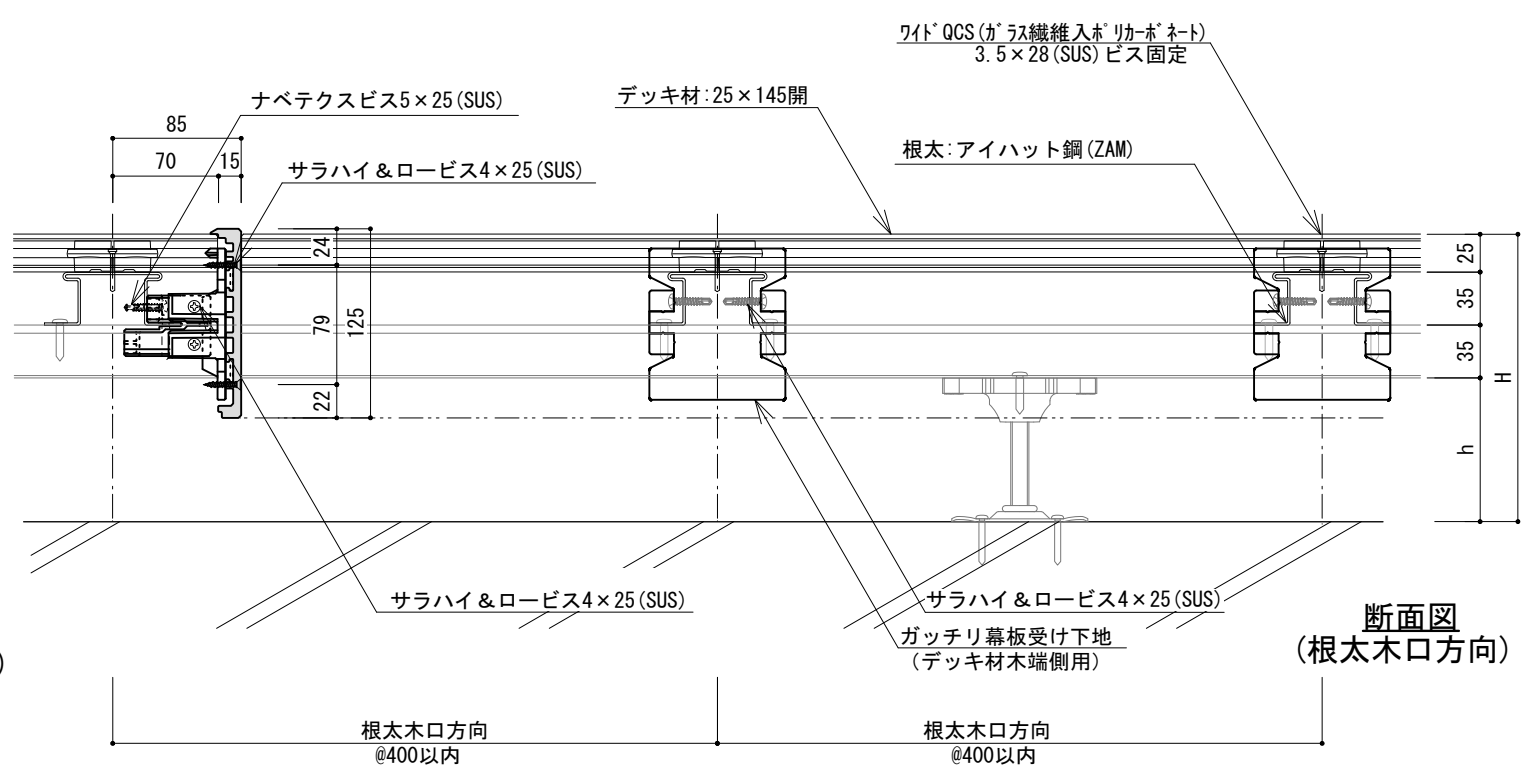 ﾜｲﾄﾞQCS(ｶﾞﾗｽ繊維入ﾎﾟﾘｶｰﾎﾞﾈｰﾄ)
3.5×28(SUS)ビス固定
ナベテクスビス5×25(SUS)
デッキ材:25×145開
85
70
15
サラハイ＆ロービス4×25(SUS)
根太:アイハット鋼(ZAM)
24
79
22
125
25
35
35
h
H
サラハイ＆ロービス4×25(SUS)
サラハイ＆ロービス4×25(SUS)
ガッチリ幕板受け下地
(デッキ材木端側用)
断面図
(根太木口方向)
)
根太木口方向
@400以内
根太木口方向
@400以内